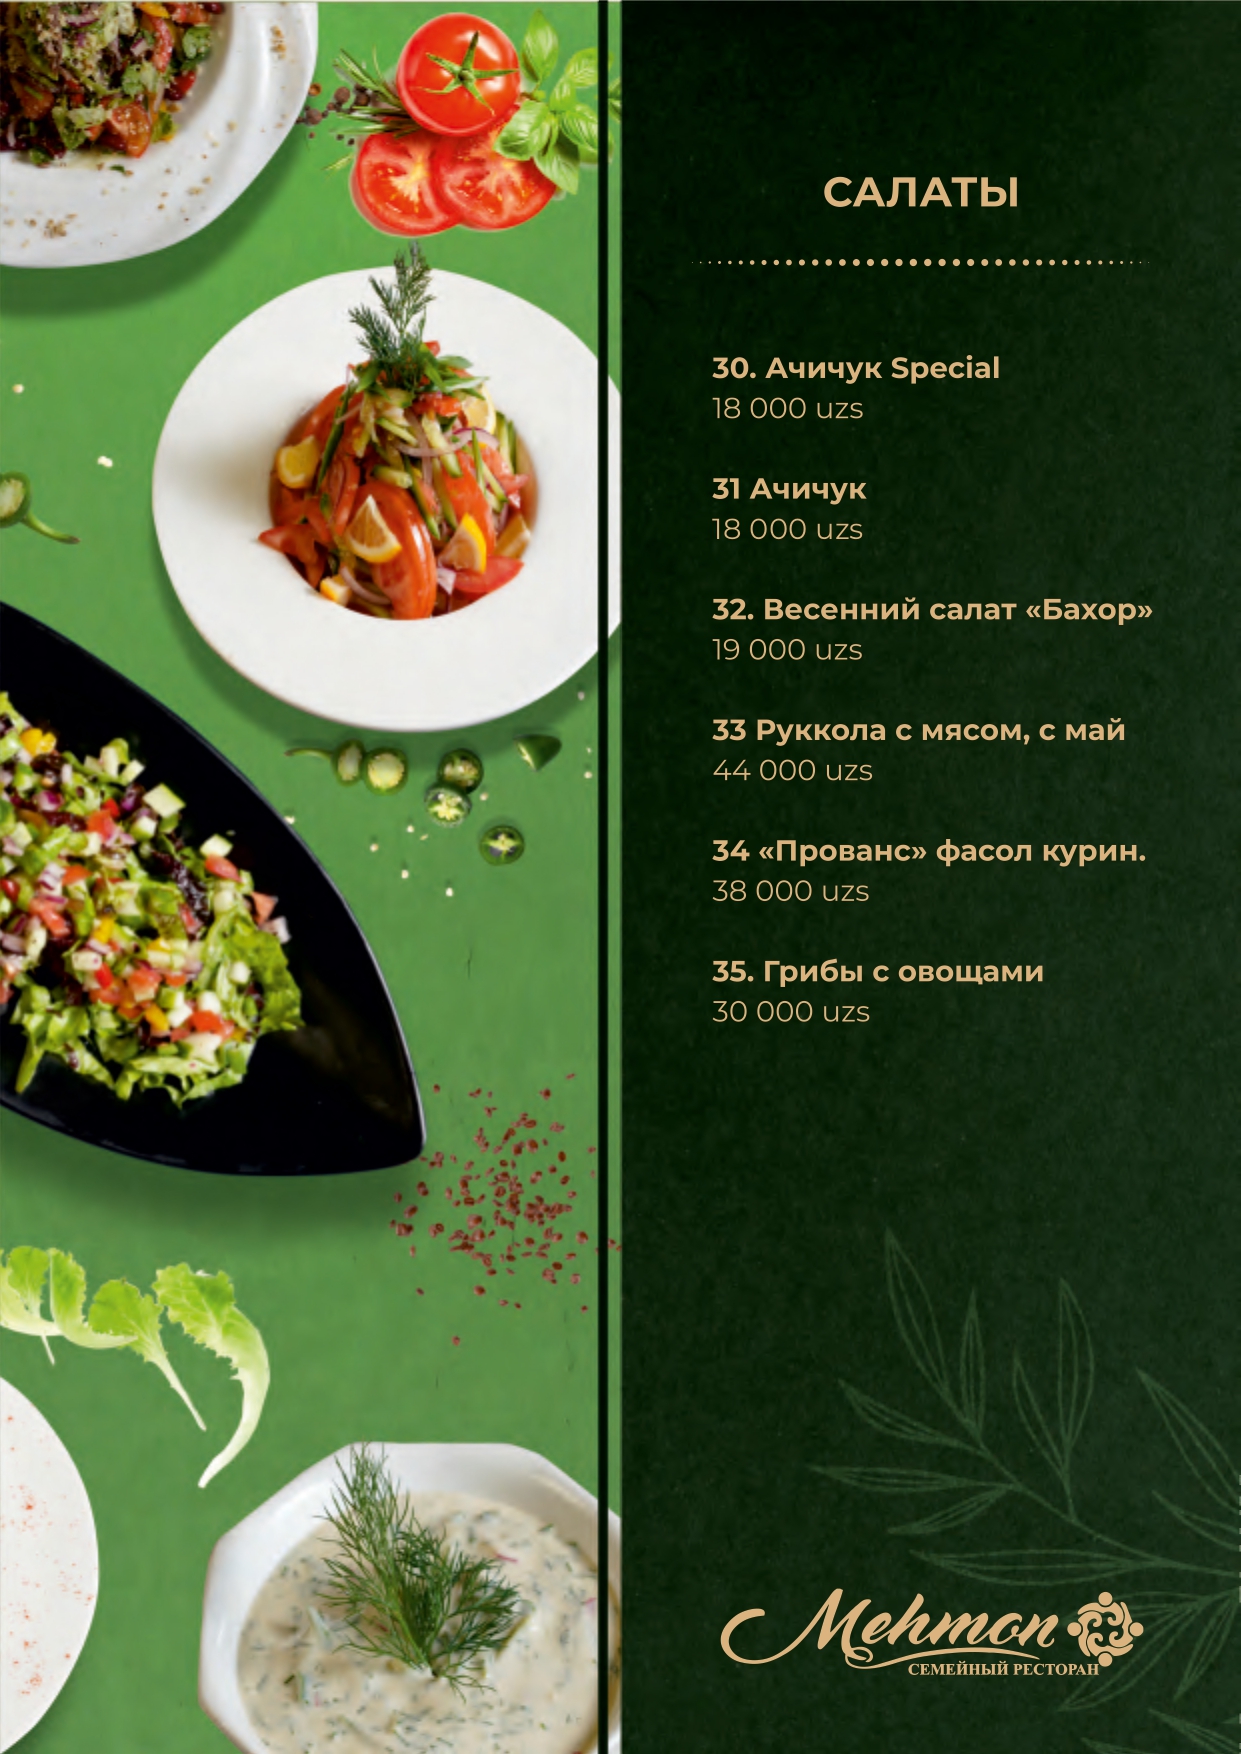 САЛАТЫ
30. Ачичук Special
18 000 uzs
31 Ачичук
18 000 uzs
32. Весенний салат «Бахор»
19 000 uzs
33 Руккола с мясом, с май
44 000 uzs
34 «Прованс» фасол курин.
38 000 uzs
35. Грибы с овощами
30 000 uzs
Mehmon
СЕМЕЙНЫЙ РЕСТОРАН